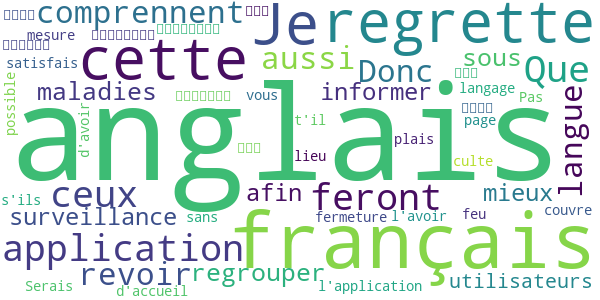 comprennent Je regrette
mesure cette aussi Donc sous Que
satisfais maladies vous informer langage
possible anglais page Pas langue
d'avoir t'il plais
lieu culte
s'ils ceux afin feront mieux
surveillance sans fermeture l'avoir feu couvre
application français
revoir regrouper utilisateurs
Serais d'accueil l'application